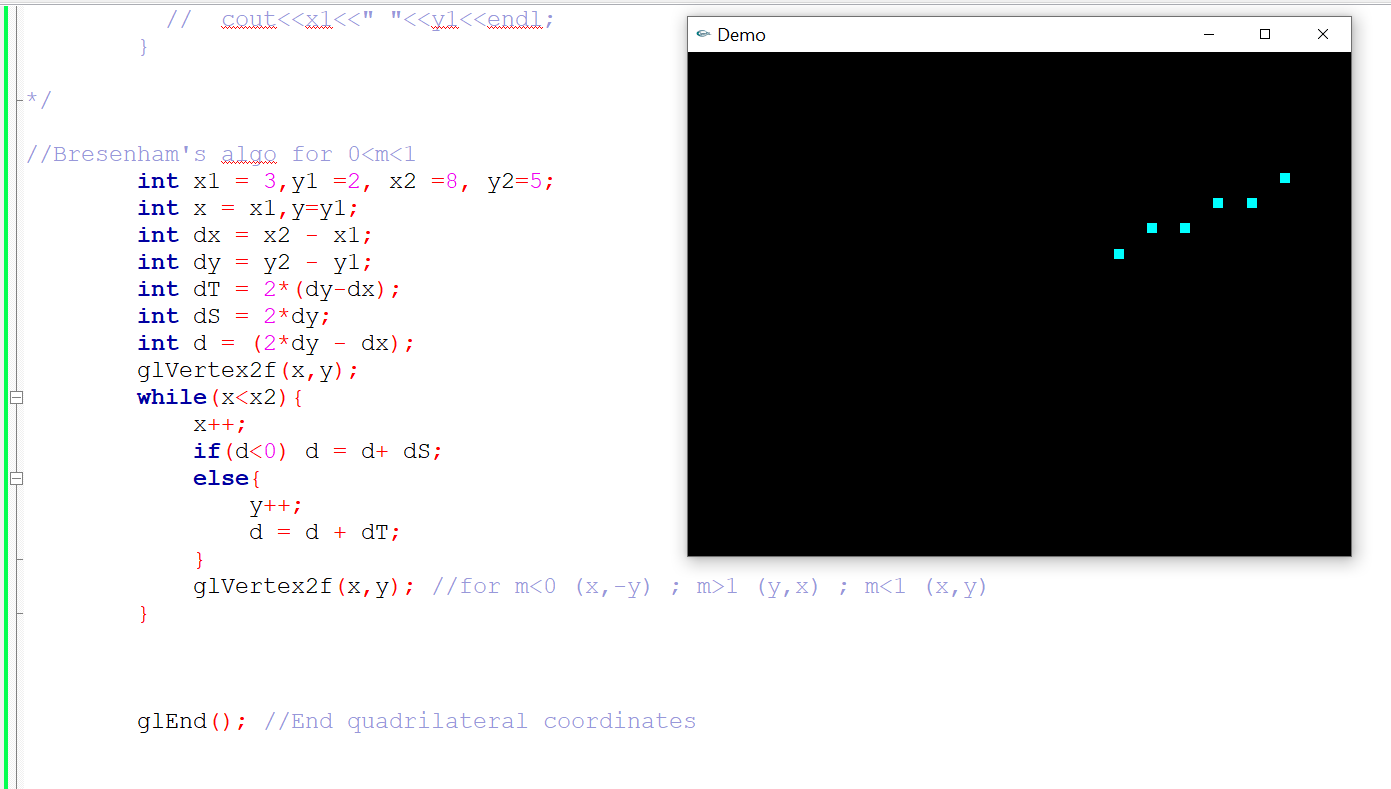 // cout<<x1<<" "<<y1<<endl;
}
*/
//Bresenham's algo for 0<m<1
int x1 = 3,y1 =2, x2 =8, y2=5;
int x = x1,y=y1;
int dx = x2 - x1;
int dy = y2 - y1;
int dT = 2*(dy-dx);
int dS = 2*dy;
int d = (2*dy - dx);
glVertex2f(x,y);
while(x<x2){
x++;
if(d<0) d = d+ dS;
else{
y++;
d = d + dT;
}
glVertex2f(x,y); //for m<0 (x,-y) ; m>1 (y,x) ; m<1 (x,y)
}
glEnd(); //End quadrilateral coordinates
Demo